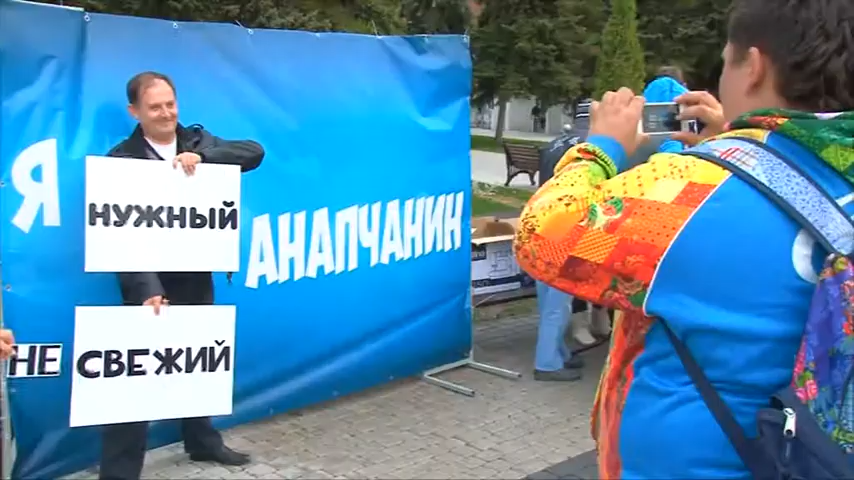 Я
НУЖНЫЙ
АНАПЧАНИН
НЕ
СВЕЖИЙ